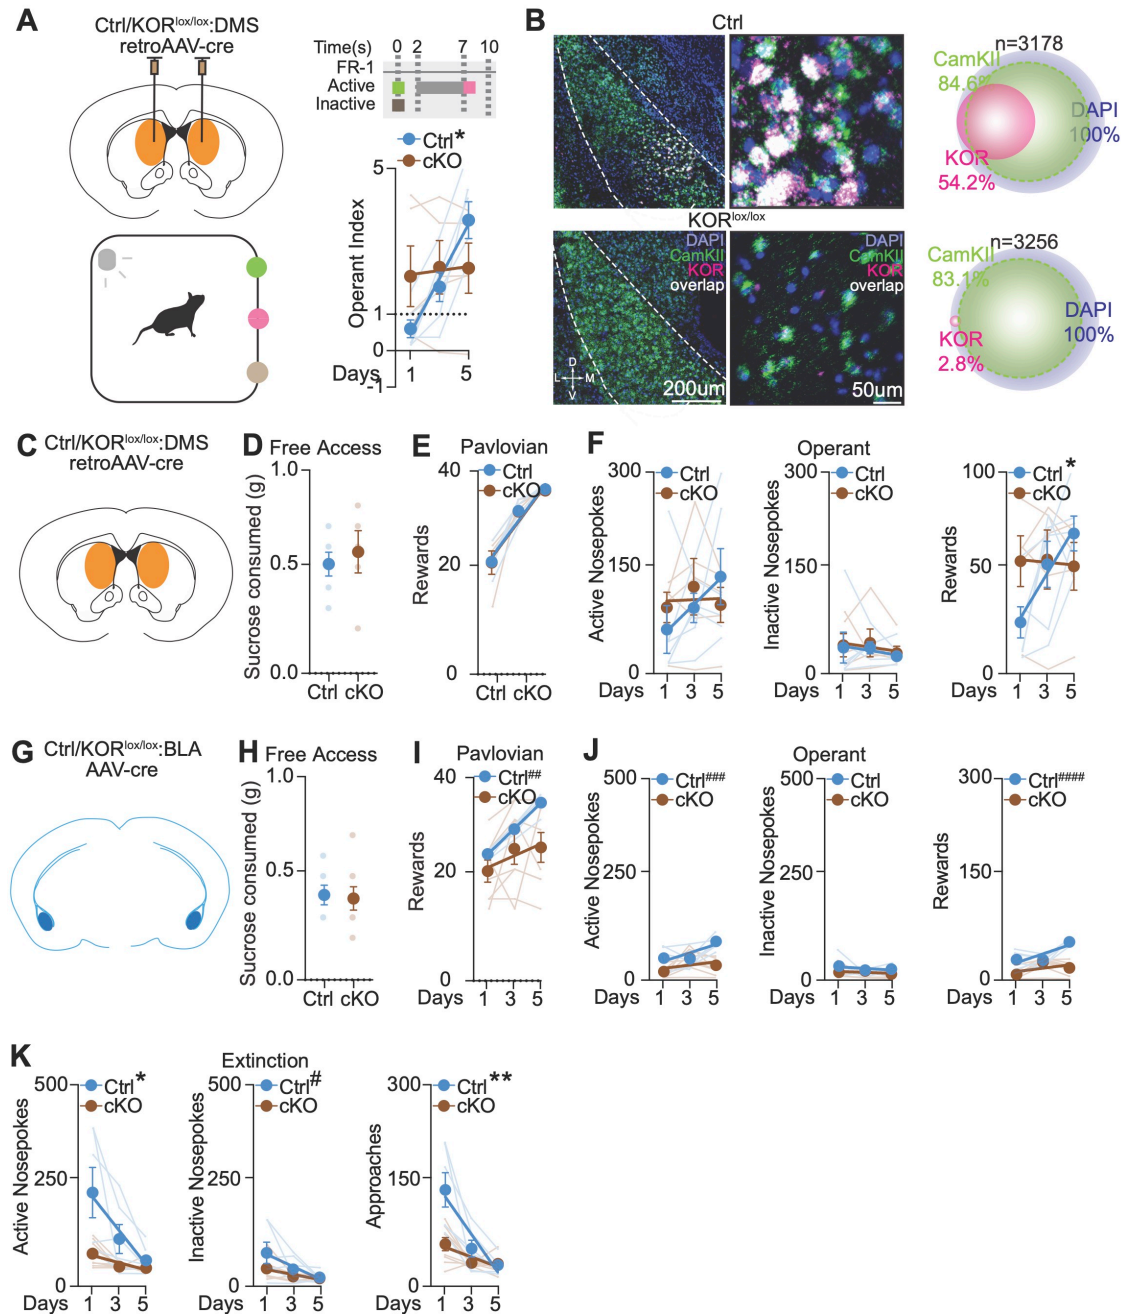 A
Ctrl/KORlox/lox:DMS
retroAAV-cre
Time(s) 0 2 7 10
FR-1
Active
Inactive
Ctrl*
cKO
Operant Index
5
1
0
-1
Days 1 5
B
Ctrl
n=3178
CamKII
84.6%
DAPI
100%
KOR
54.2%
KORlox/lox
DAPI
CamKII
KOR
overlap
D
L M
V
200um
DAPI
CamKII
KOR
overlap
50um
n=3256
CamKII
83.1%
DAPI
100%
KOR
2.8%
C
Ctrl/KORlox/lox:DMS
retroAAV-cre
D
Free Access
Sucrose consumed (g)
1.0
0.5
0.0
Ctrl cKO
E
Pavlovian
Ctrl
cKO
Rewards
40
20
0
Ctrl cKO
F
Operant
Ctrl
cKO
Active Nosepokes
300
150
0
Days 1 3 5
Ctrl
cKO
Inactive Nosepokes
300
150
0
Days 1 3 5
Ctrl *
cKO
Rewards
100
50
0
Days 1 3 5
G
Ctrl/KORlox/lox:BLA
AAV-cre
H
Free Access
Sucrose consumed (g)
1.0
0.5
0.0
Ctrl cKO
I
Pavlovian
Ctrl##
cKO
Rewards
40
20
0
Days 1 3 5
J
Operant
Ctrl###
cKO
Active Nosepokes
500
250
0
Days 1 3 5
Ctrl
cKO
Inactive Nosepokes
500
250
0
Days 1 3 5
Ctrl####
cKO
Rewards
300
150
0
Days 1 3 5
K
Extinction
Ctrl *
cKO
Active Nosepokes
500
250
0
Days 1 3 5
Ctrl#
cKO
Inactive Nosepokes
500
250
0
Days 1 3 5
Ctrl **
cKO
Approaches
300
150
0
Days 1 3 5